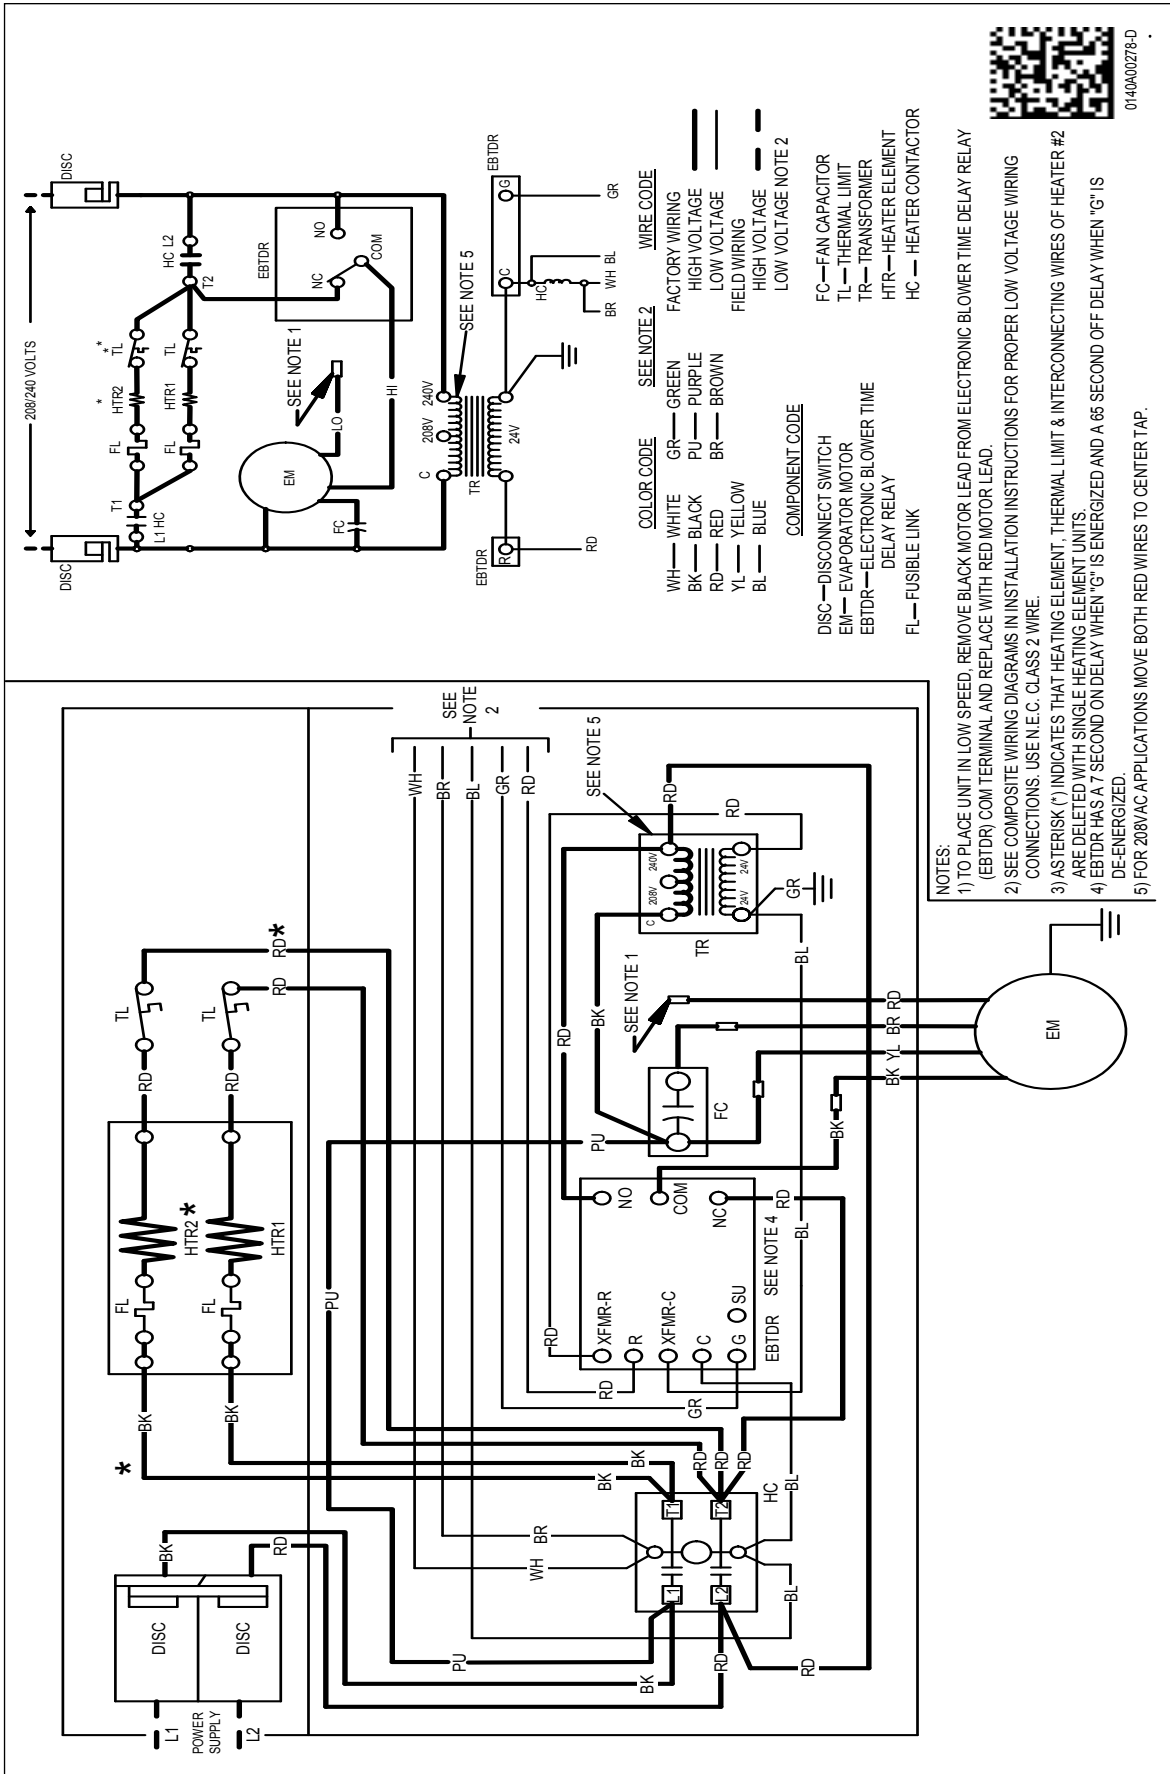 208/240 VOLTS
DISC
DISC
T1
L1 HC
FL
HTR2
*
TL
*
*
FL
HTR1
TL
T2
HC L2
EBTDR
NC
NO
COM
SEE NOTE 1
EM
LO
HI
FC
C
208V
240V
SEE NOTE 5
TR
24V
EBTDR
R
RD
EBTDR
C
G
HC
BR
WH
BL
GR
COLOR CODE
WH WHITE
BK BLACK
RD RED
YL YELLOW
BL BLUE
GR GREEN
PU PURPLE
BR BROWN
SEE NOTE 2
WIRE CODE
FACTORY WIRING
HIGH VOLTAGE
LOW VOLTAGE
FIELD WIRING
HIGH VOLTAGE
LOW VOLTAGE NOTE 2
COMPONENT CODE
DISC DISCONNECT SWITCH
EM EVAPORATOR MOTOR
EBTDR ELECTRONIC BLOWER TIME
DELAY RELAY
FL FUSIBLE LINK
FC FAN CAPACITOR
TL THERMAL LIMIT
TR TRANSFORMER
HTR HEATER ELEMENT
HC HEATER CONTACTOR
NOTES:
1) TO PLACE UNIT IN LOW SPEED, REMOVE BLACK MOTOR LEAD FROM ELECTRONIC BLOWER TIME DELAY RELAY
(EBTDR) COM TERMINAL AND REPLACE WITH RED MOTOR LEAD.
2) SEE COMPOSITE WIRING DIAGRAMS IN INSTALLATION INSTRUCTIONS FOR PROPER LOW VOLTAGE WIRING
CONNECTIONS. USE N.E.C. CLASS 2 WIRE.
3) ASTERISK (*) INDICATES THAT HEATING ELEMENT, THERMAL LIMIT & INTERCONNECTING WIRES OF HEATER #2
ARE DELETED WITH SINGLE HEATING ELEMENT UNITS.
4) EBTDR HAS A 7 SECOND ON DELAY WHEN "G" IS ENERGIZED AND A 65 SECOND OFF DELAY WHEN "G" IS
DE-ENERGIZED.
5) FOR 208VAC APPLICATIONS MOVE BOTH RED WIRES TO CENTER TAP.
0140A00278-D
L1
POWER
SUPPLY
L2
DISC
DISC
BK
RD
*
BK
BK
FL
FL
HTR2
*
HTR1
RD
RD
TL
TL
RD
*
RD
PU
SEE
NOTE
2
WH
BR
BL
GR
RD
WH
BR
PU
BK
BK
BK
L1
T1
L2
T2
HC
RD
RD
RD
RD
RD
BL
BL
RD
RD
GR
XFMR-R
R
XFMR-C
C
G
SU
EBTDR
SEE NOTE 4
NO
COM
NC
RD
BL
BK
PU
FC
BK
RD
SEE NOTE 1
SEE NOTE 5
C
208V
240V
24V
24V
TR
RD
RD
GR
BL
BK
YL
BR
RD
EM